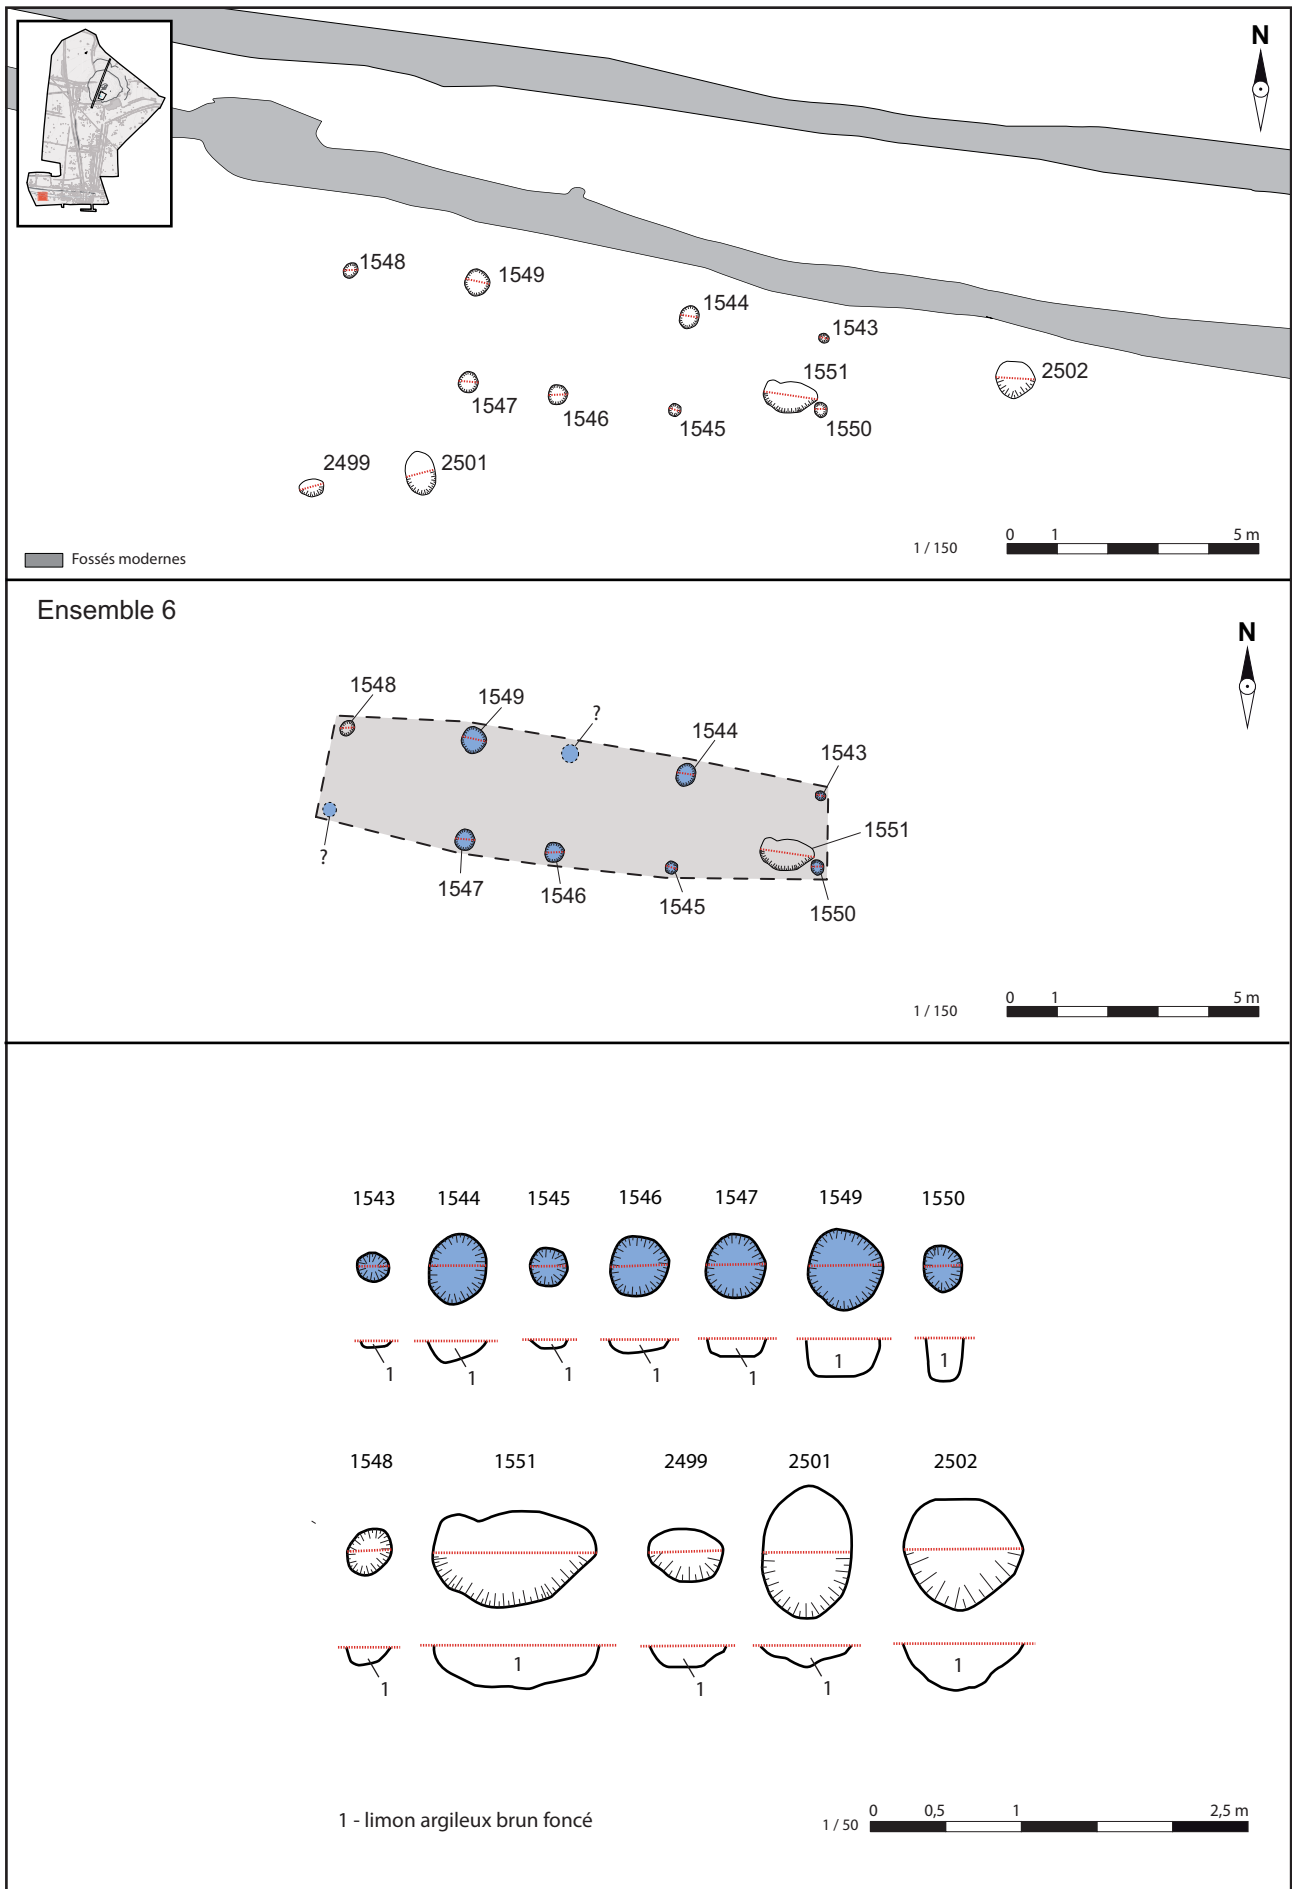 N
1548
1549
1544
1543
1551
2502
1547
1546
1545
1550
2499
2501
Fossés modernes
1 / 150
0 1 5 m
Ensemble 6
N
1548
1549
?
1544
1543
1551
?
1547
1546
1545
1550
1 / 150
0 1 5 m
1543 1544 1545 1546 1547 1549 1550
1 1 1 1 1 1 1
1548 1551 2499 2501 2502
1 1 1 1 1
1 - limon argileux brun foncé
1 / 50
0 0,5 1 2,5 m